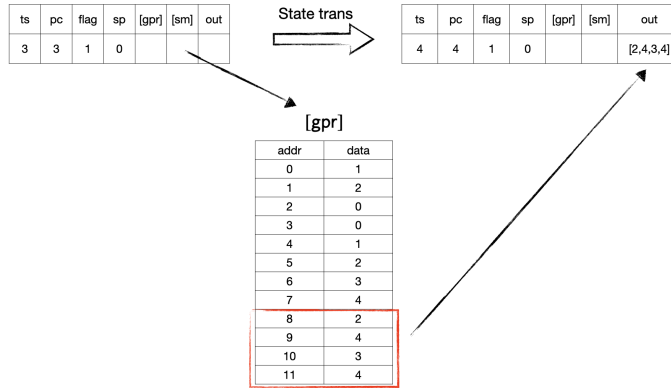 ts pc flag sp [gpr] [sm] out
3 3 1 0
State trans
ts pc flag sp [gpr] [sm] out
4 4 1 0 [2,4,3,4]
[gpr]
addr data
0 1
1 2
2 0
3 0
4 1
5 2
6 3
7 4
8 2
9 4
10 3
11 4